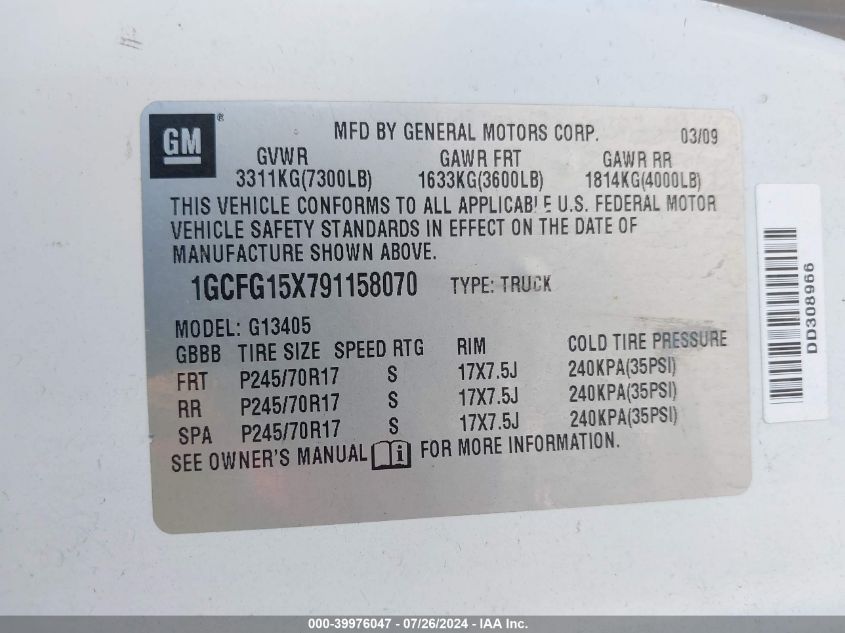 GM ®
MFD BY GENERAL MOTORS CORP. 03/09
GVWR GAWR FRT GAWR RR
3311KG(7300LB) 1633KG(3600LB) 1814KG(4000LB)
THIS VEHICLE CONFORMS TO ALL APPLICABLE U.S. FEDERAL MOTOR
VEHICLE SAFETY STANDARDS IN EFFECT ON THE DATE OF
MANUFACTURE SHOWN ABOVE.
1GCFG15X791158070 TYPE: TRUCK
MODEL: G13405
GBBB TIRE SIZE SPEED RTG RIM COLD TIRE PRESSURE
FRT P245/70R17 S 17X7.5J 240KPA(35PSI)
RR P245/70R17 S 17X7.5J 240KPA(35PSI)
SPA P245/70R17 S 17X7.5J 240KPA(35PSI)
SEE OWNER'S MANUAL i FOR MORE INFORMATION.
DD308966
000-39976047 - 07/26/2024 - IAA Inc.